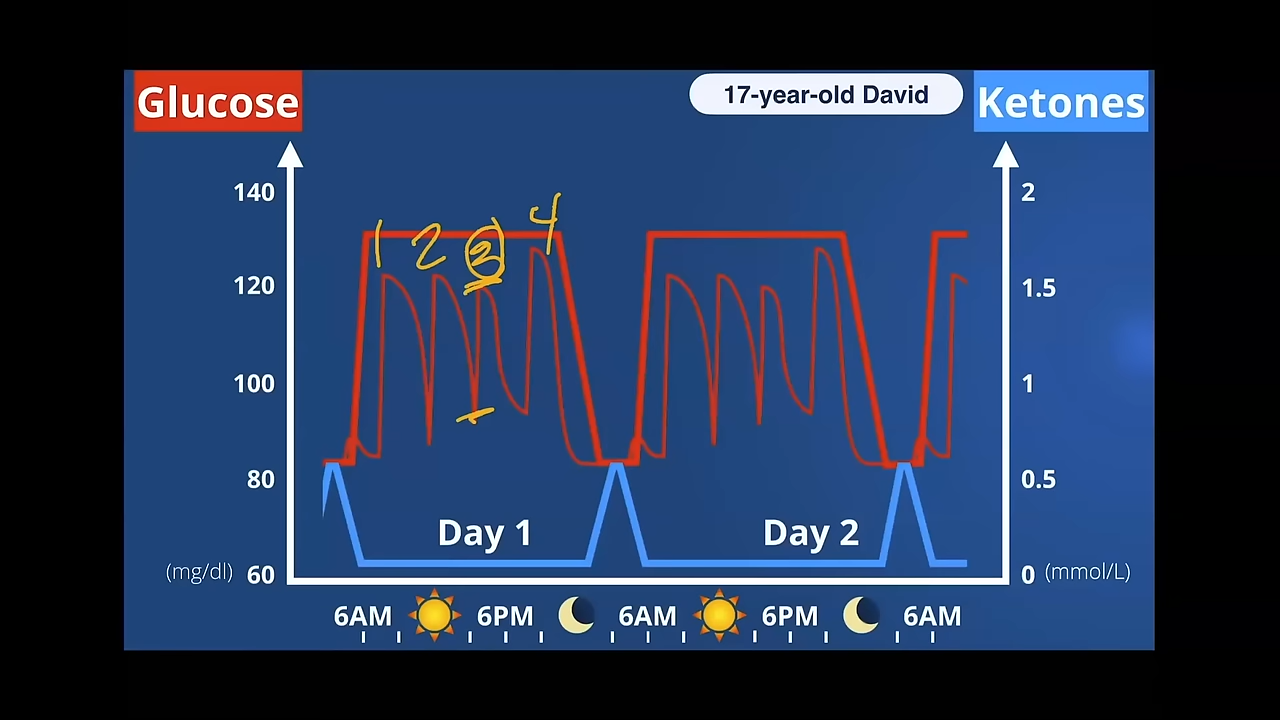 Glucose
17-year-old David
Ketones
140
2
1 2 3 4
120
1.5
100
1
80
0.5
Day 1
Day 2
(mg/dl) 60
0 (mmol/L)
6AM 6PM 6AM 6PM 6AM